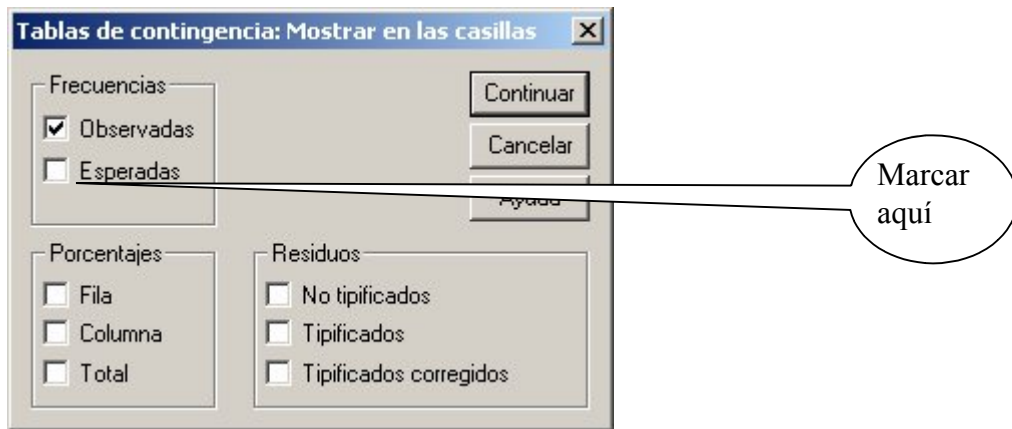 Tablas de contingencia: Mostrar en las casillas
Frecuencias
Observadas
Esperadas
Continuar
Cancelar
Ayuda
Marcar
aquí
Porcentajes
Fila
Columna
Total
Residuos
No tipificados
Tipificados
Tipificados corregidos